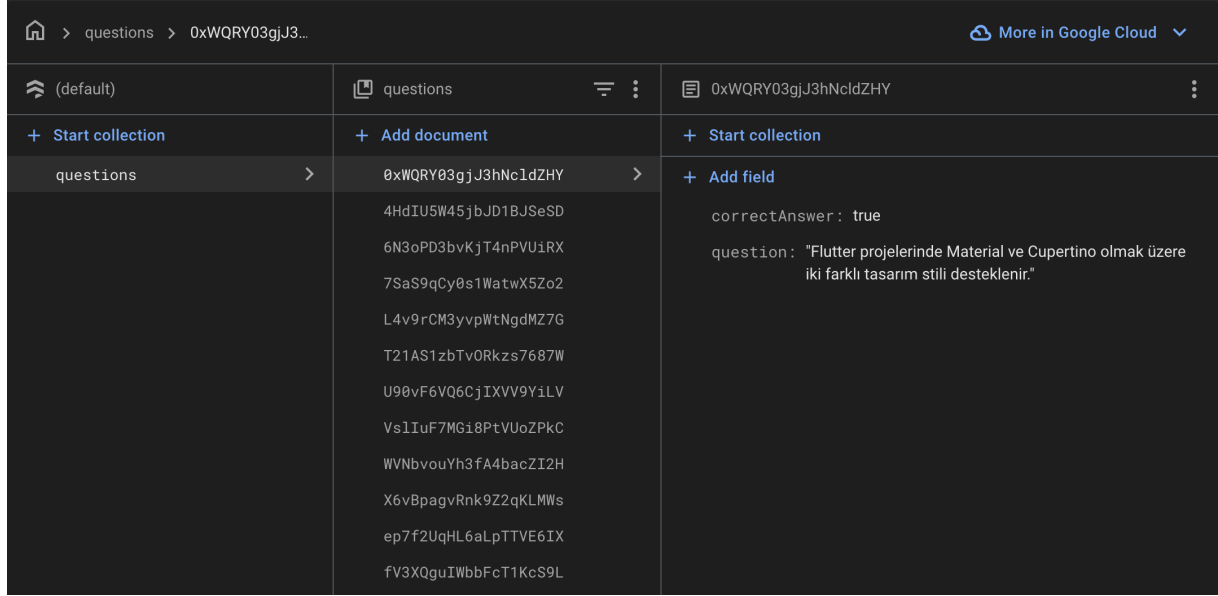 questions > 0xWQRY03gjJ3…
More in Google Cloud
(default)
questions
0xWQRY03gjJ3hNcldZHY
+ Start collection
+ Add document
+ Start collection
questions
0xWQRY03gjJ3hNcldZHY
4HdIU5W45jbJD1BJSeSD
6N3oPD3bvKjT4nPVUiRX
7SaS9qCy0s1WatwX5Zo2
L4v9rCM3yvpWtNgdMZ7G
T21AS1zbTvORkzs7687W
U90vF6VQ6CjIXVV9YiLV
VslIuF7MGi8PtVUoZPkC
WVNbvouYh3fA4bacZI2H
X6vBpagvRnk9Z2qKLMWs
ep7f2UqHL6aLpTTVE6IX
fV3XQguIWbbFcT1KcS9L
+ Add field
correctAnswer: true
question: "Flutter projelerinde Material ve Cupertino olmak üzere
iki farklı tasarım stili desteklenir."